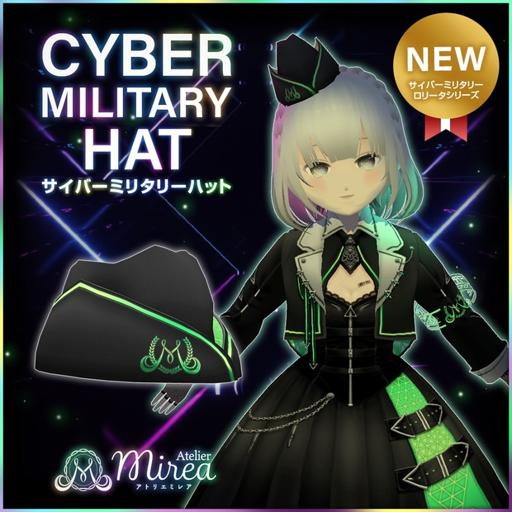 CYBER
MILITARY
HAT
サイバーミリタリーハット
NEW
サイバーミリタリー
ロリータシリーズ
Atelier
Mirea
アトリエミレア